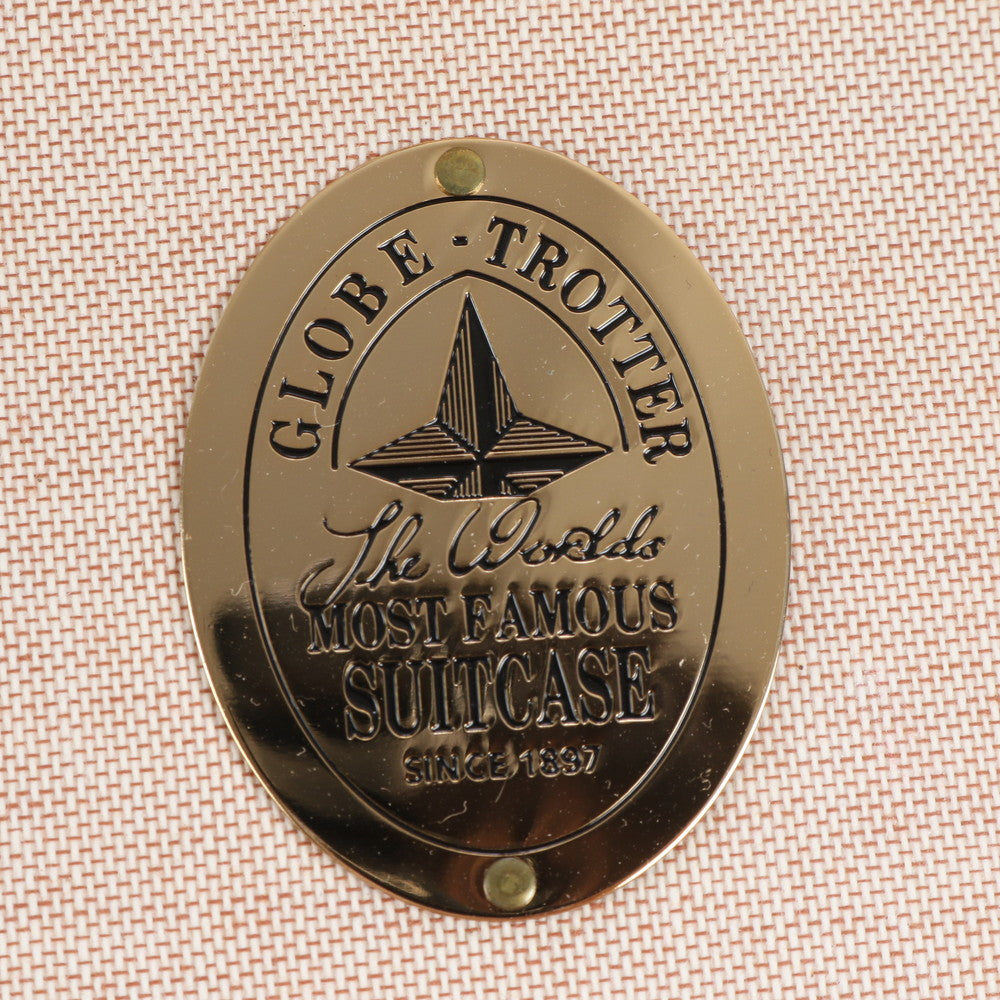 GLOBE - TROTTER
The Worlds
MOST FAMOUS
SUITCASE
SINCE 1897